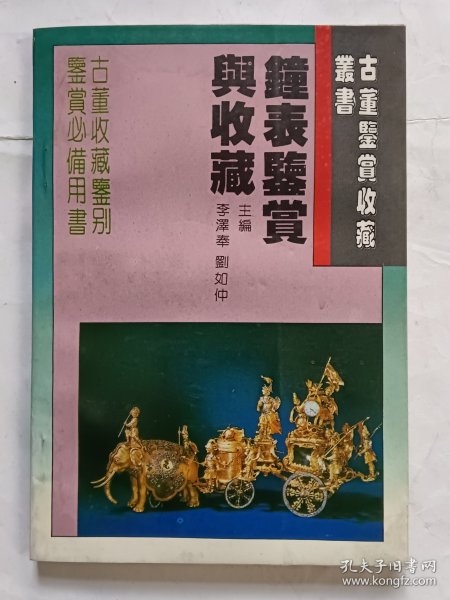 古董鑒賞收藏
叢書
鐘表鑒賞
與收藏
主編
李澤奉 劉如仲
古董收藏鑒别
鑒賞必備用書
孔夫子旧书网
www.kongfz.com